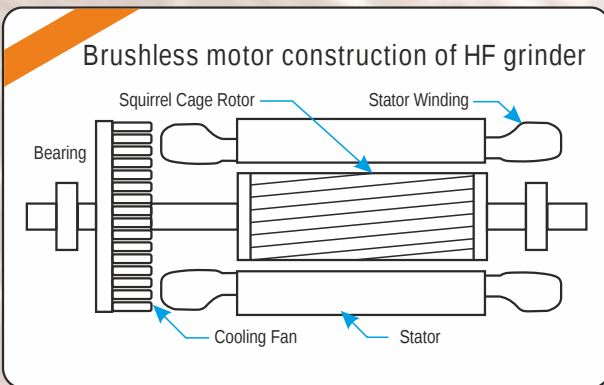 Brushless motor construction of HF grinder
Squirrel Cage Rotor
Stator Winding
Bearing
Cooling Fan
Stator